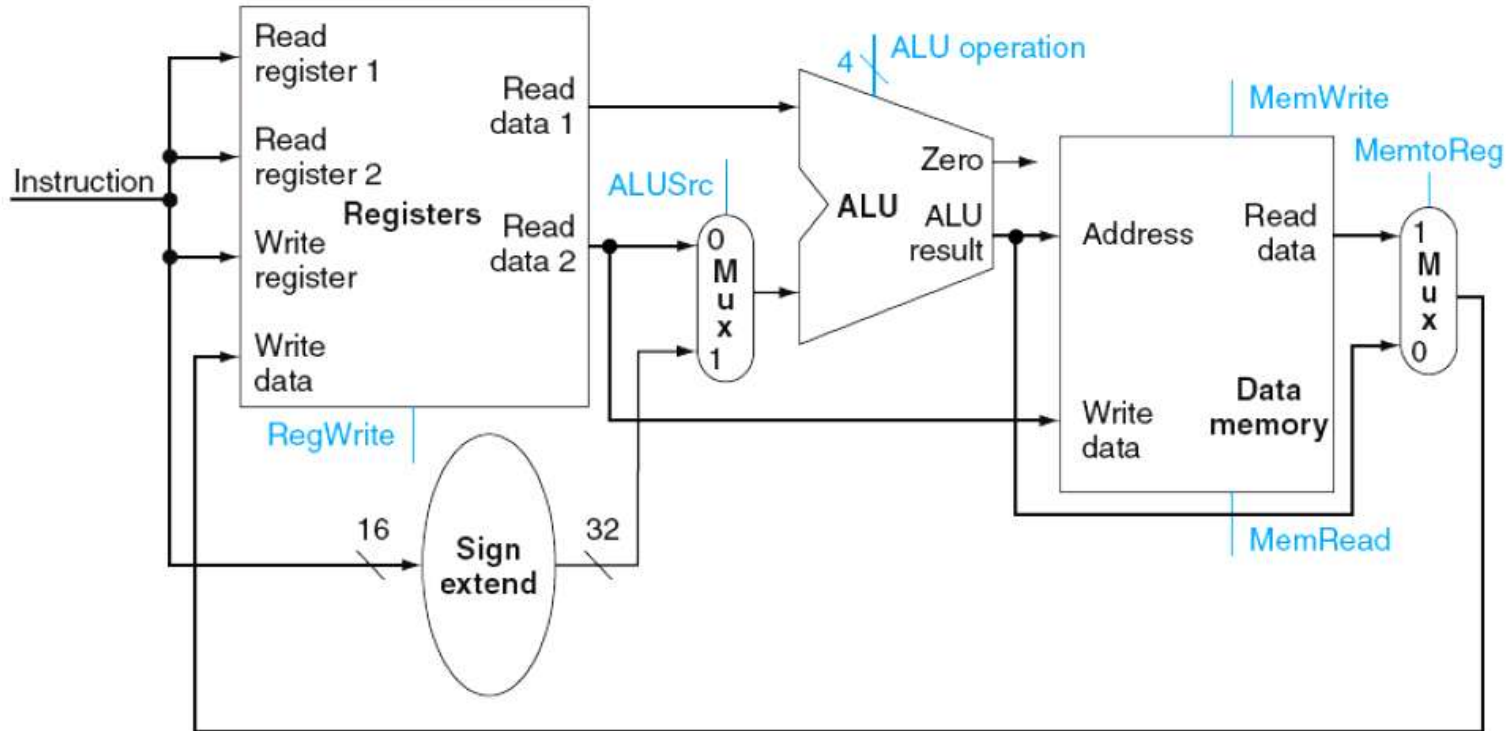 Instruction
Read
register 1
Read
register 2
Registers
Write
register
Write
data
Read
data 1
Read
data 2
RegWrite
16
Sign
extend
32
ALUSrc
0
M
u
x
1
4
ALU operation
Zero
ALU
ALU
result
MemWrite
Address
Read
data
Write
data
Data
memory
MemRead
MemtoReg
1
M
u
x
0